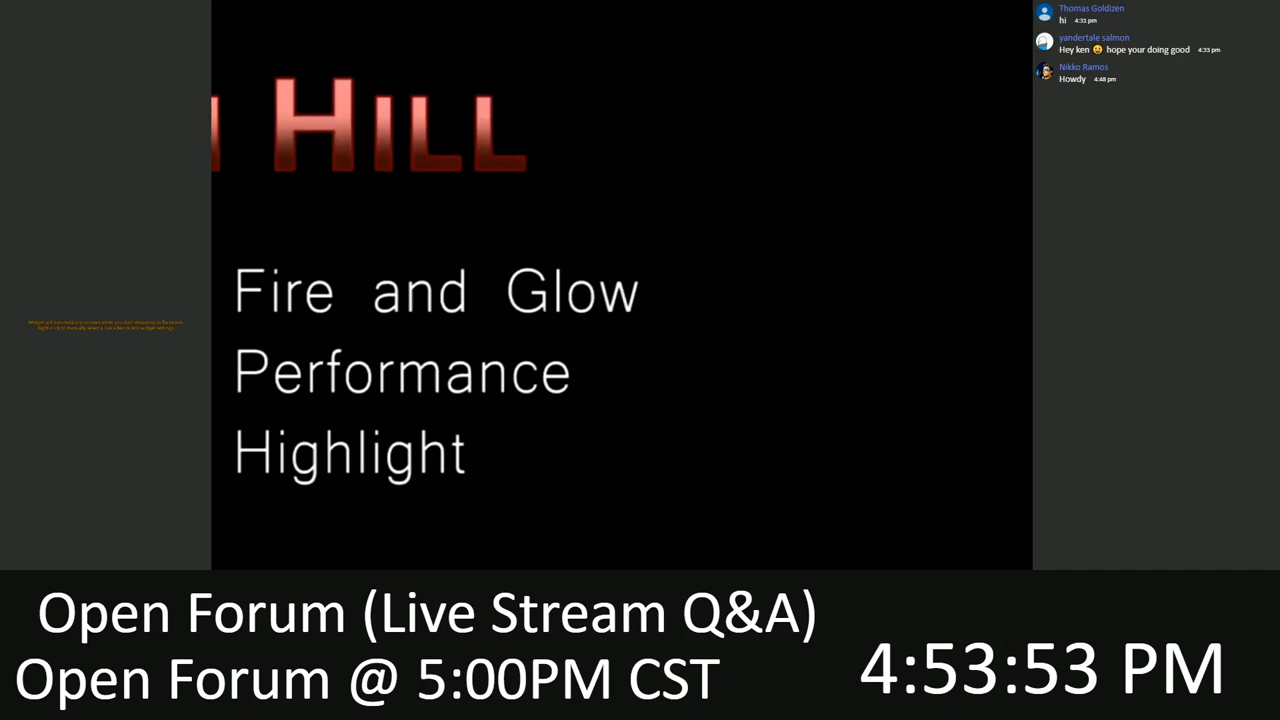 Thomas Goldizen
hi 4:31 pm
yandertale salmon
Hey ken 😀 hope your doing good 4:33 pm
Nikko Ramos
Howdy 4:48 pm
Hill
Fire and Glow
Performance
Highlight
Open Forum (Live Stream Q&A)
Open Forum @ 5:00PM CST
4:53:53 PM